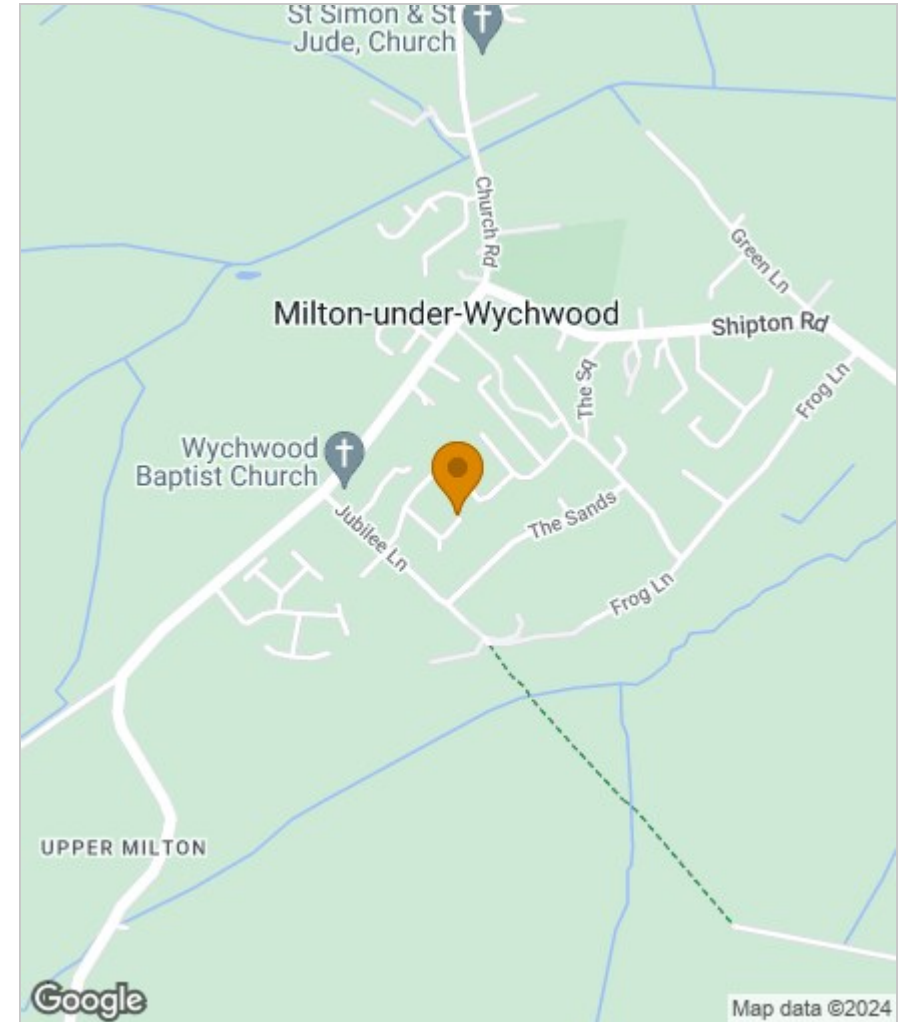 St Simon & St
Jude, Church
Church Rd
Green Ln
Milton-under-Wychwood
Shipton Rd
The Sq
Frog Ln
Wychwood
Baptist Church
Jubilee Ln
The Sands
Frog Ln
UPPER MILTON
Google
Map data ©2024